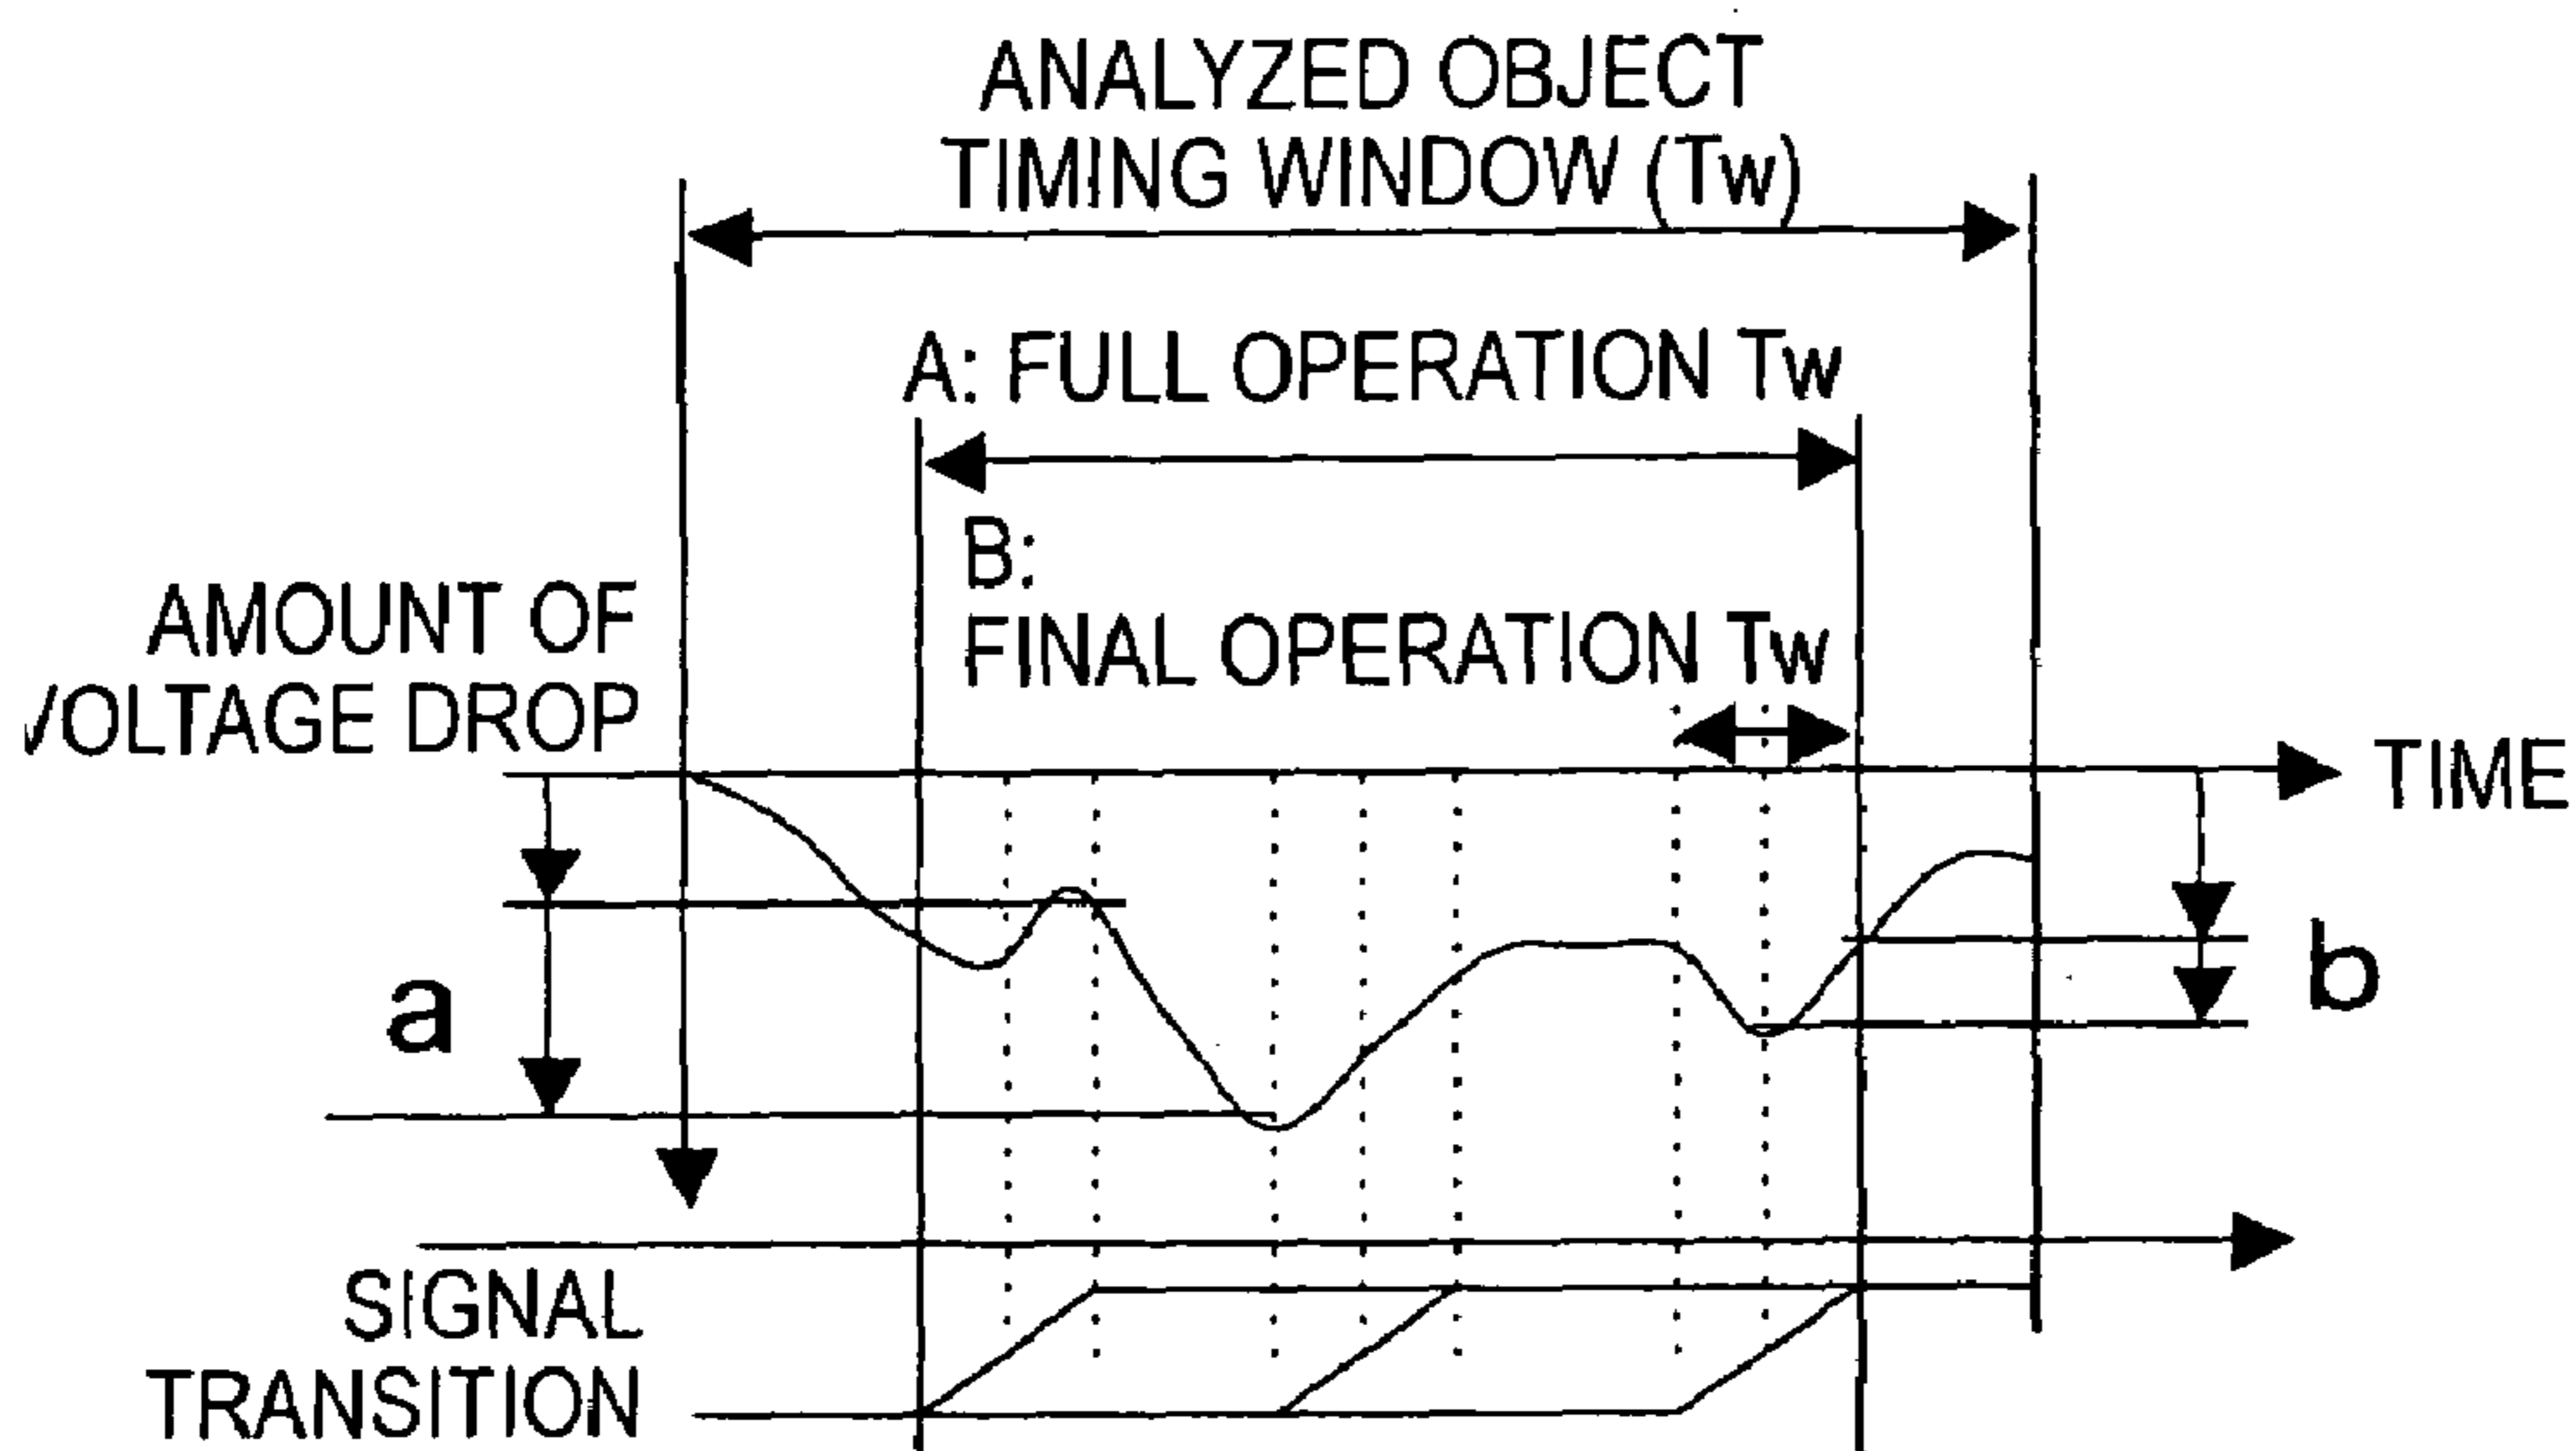 ANALYZED OBJECT
TIMING WINDOW (Tw)
A: FULL OPERATION Tw
B:
FINAL OPERATION Tw
AMOUNT OF
VOLTAGE DROP
TIME
a
b
SIGNAL
TRANSITION